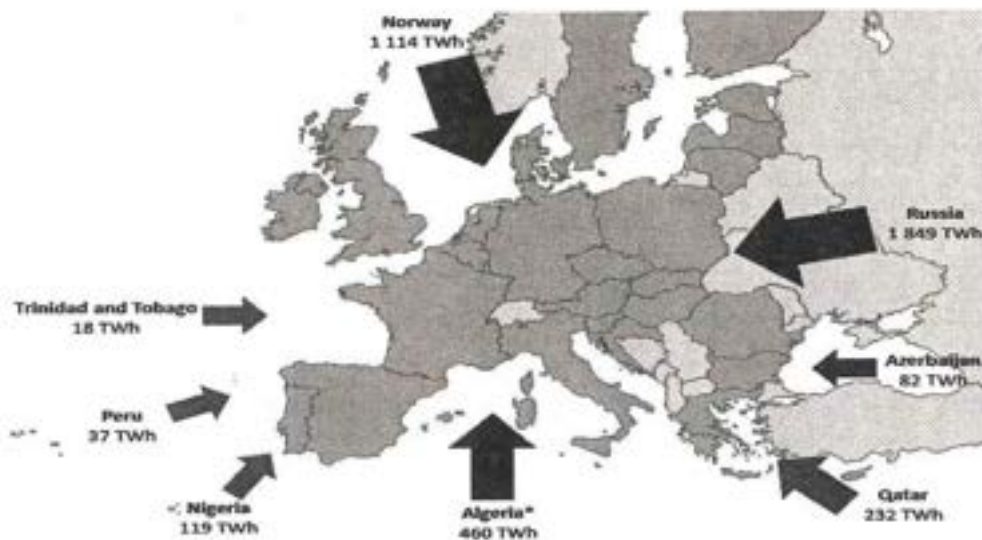 Norway
1 114 TWh
Russia
1 849 TWh
Trinidad and Tobago
18 TWh
Azerbaijan
82 TWh
Peru
37 TWh
Nigeria
119 TWh
Algeria*
460 TWh
Qatar
232 TWh